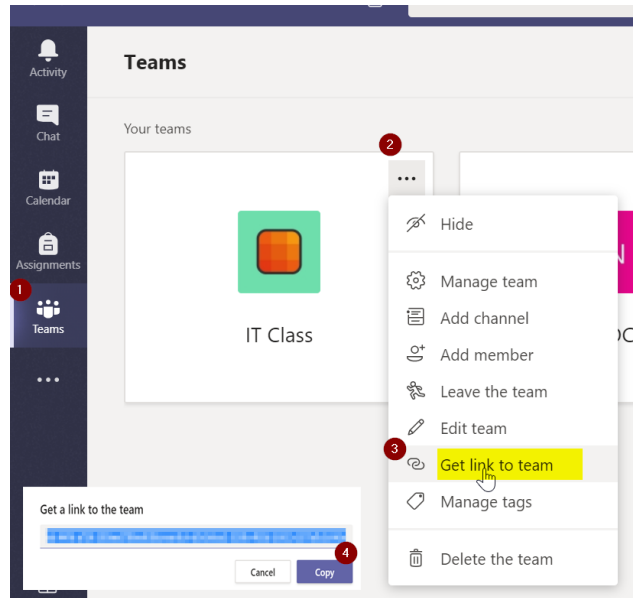 Activity
Chat
Calendar
Assignments
1
Teams
Teams
Your teams
2
IT Class
Hide
Manage team
Add channel
Add member
Leave the team
Edit team
3
Get link to team
Manage tags
Delete the team
N
Get a link to the team
4
Cancel
Copy